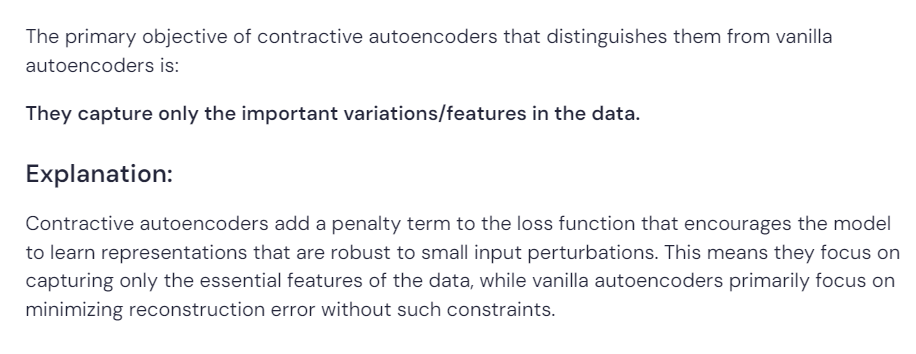 The primary objective of contractive autoencoders that distinguishes them from vanilla
autoencoders is:
They capture only the important variations/features in the data.
Explanation:
Contractive autoencoders add a penalty term to the loss function that encourages the model
to learn representations that are robust to small input perturbations. This means they focus on
capturing only the essential features of the data, while vanilla autoencoders primarily focus on
minimizing reconstruction error without such constraints.